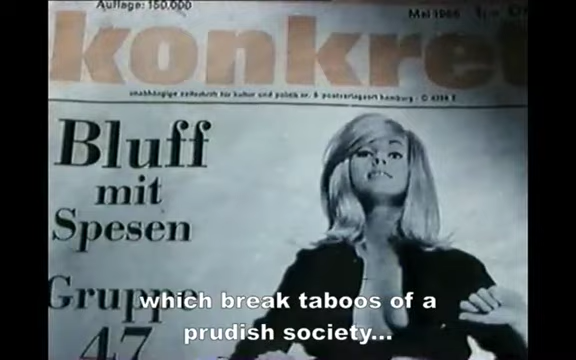 Auflage: 150,000
Mai 1966
konkret
unabhängige zeitschrift für kultur und politik nr. 5 postverlagsort hamburg
Bluff
mit
Spesen
Gruppe
47
which break taboos of a
prudish society...